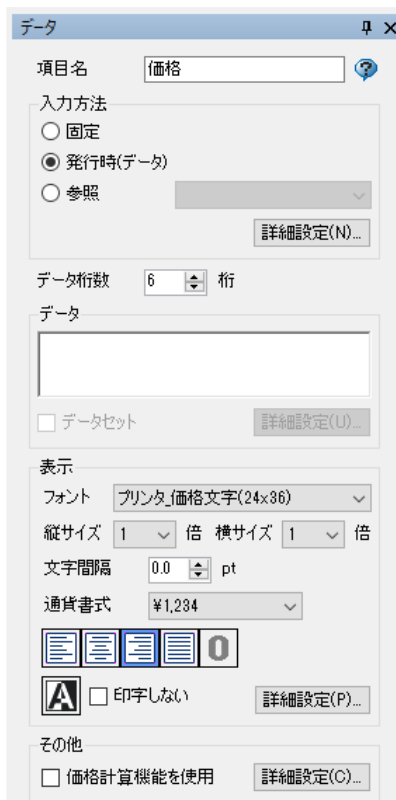 データ
項目名 価格
入力方法
固定
発行時(データ)
参照
詳細設定(N)...
データ桁数 6 桁
データ
データセット 詳細設定(U)...
表示
フォント プリンタ_価格文字(24x36)
縦サイズ 1 倍 横サイズ 1 倍
文字間隔 0.0 pt
通貨書式 ¥1,234
0
A 印字しない 詳細設定(P)...
その他
価格計算機能を使用 詳細設定(C)...